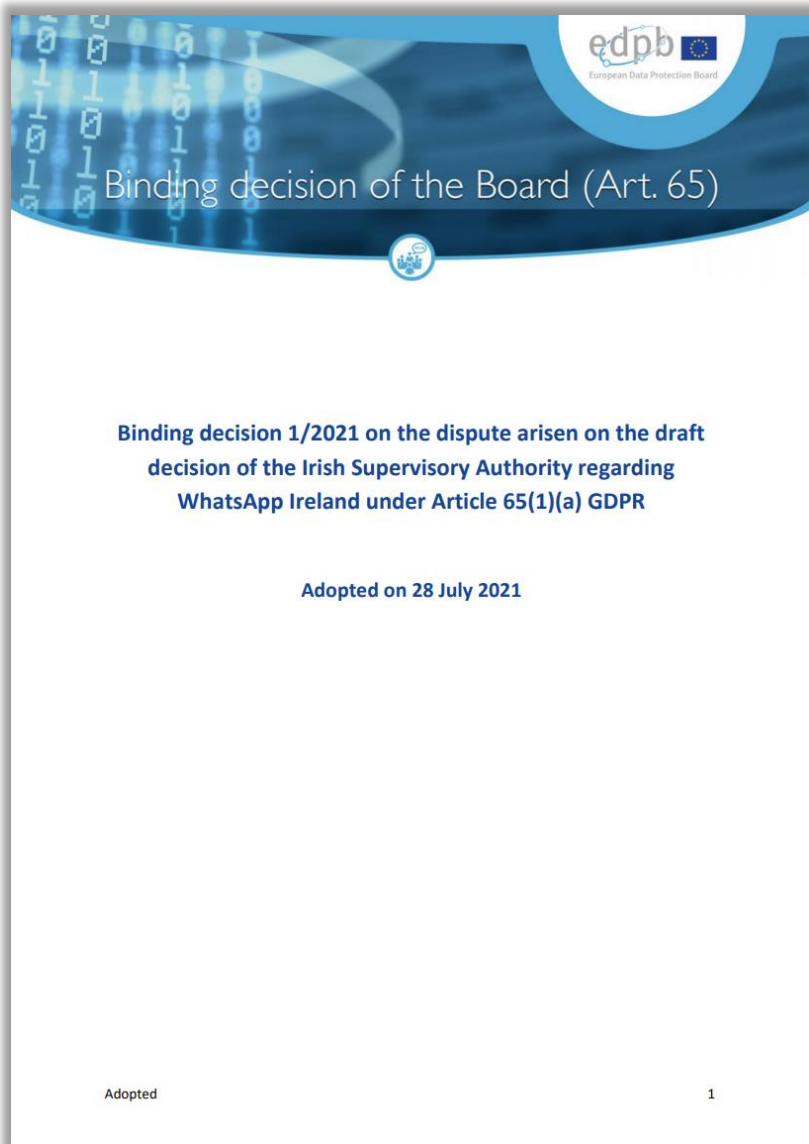 edpb
European Data Protection Board
Binding decision of the Board (Art. 65)
Binding decision 1/2021 on the dispute arisen on the draft
decision of the Irish Supervisory Authority regarding
WhatsApp Ireland under Article 65(1)(a) GDPR
Adopted on 28 July 2021
Adopted 1